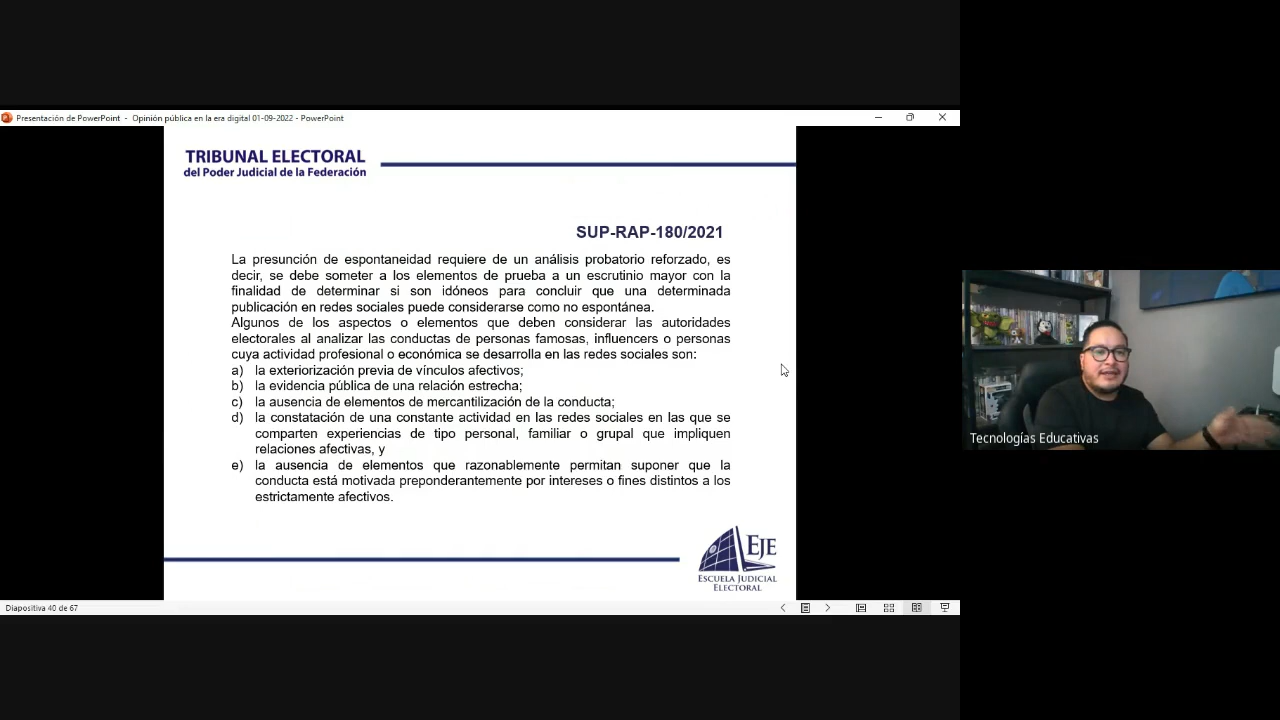 Presentación de PowerPoint - Opinión pública en la era digital 01-09-2022 - PowerPoint
TRIBUNAL ELECTORAL
del Poder Judicial de la Federación
SUP-RAP-180/2021
La presunción de espontaneidad requiere de un análisis probatorio reforzado, es
decir, se debe someter a los elementos de prueba a un escrutinio mayor con la
finalidad de determinar si son idóneos para concluir que una determinada
publicación en redes sociales puede considerarse como no espontánea.
Algunos de los aspectos o elementos que deben considerar las autoridades
electorales al analizar las conductas de personas famosas, influencers o personas
cuya actividad profesional o económica se desarrolla en las redes sociales son:
a) la exteriorización previa de vínculos afectivos;
b) la evidencia pública de una relación estrecha;
c) la ausencia de elementos de mercantilización de la conducta;
d) la constatación de una constante actividad en las redes sociales en las que se
comparten experiencias de tipo personal, familiar o grupal que impliquen
relaciones afectivas, y
e) la ausencia de elementos que razonablemente permitan suponer que la
conducta está motivada preponderantemente por intereses o fines distintos a los
estrictamente afectivos.
EJE
ESCUELA JUDICIAL
ELECTORAL
Diapositiva 40 de 67
Tecnologías Educativas